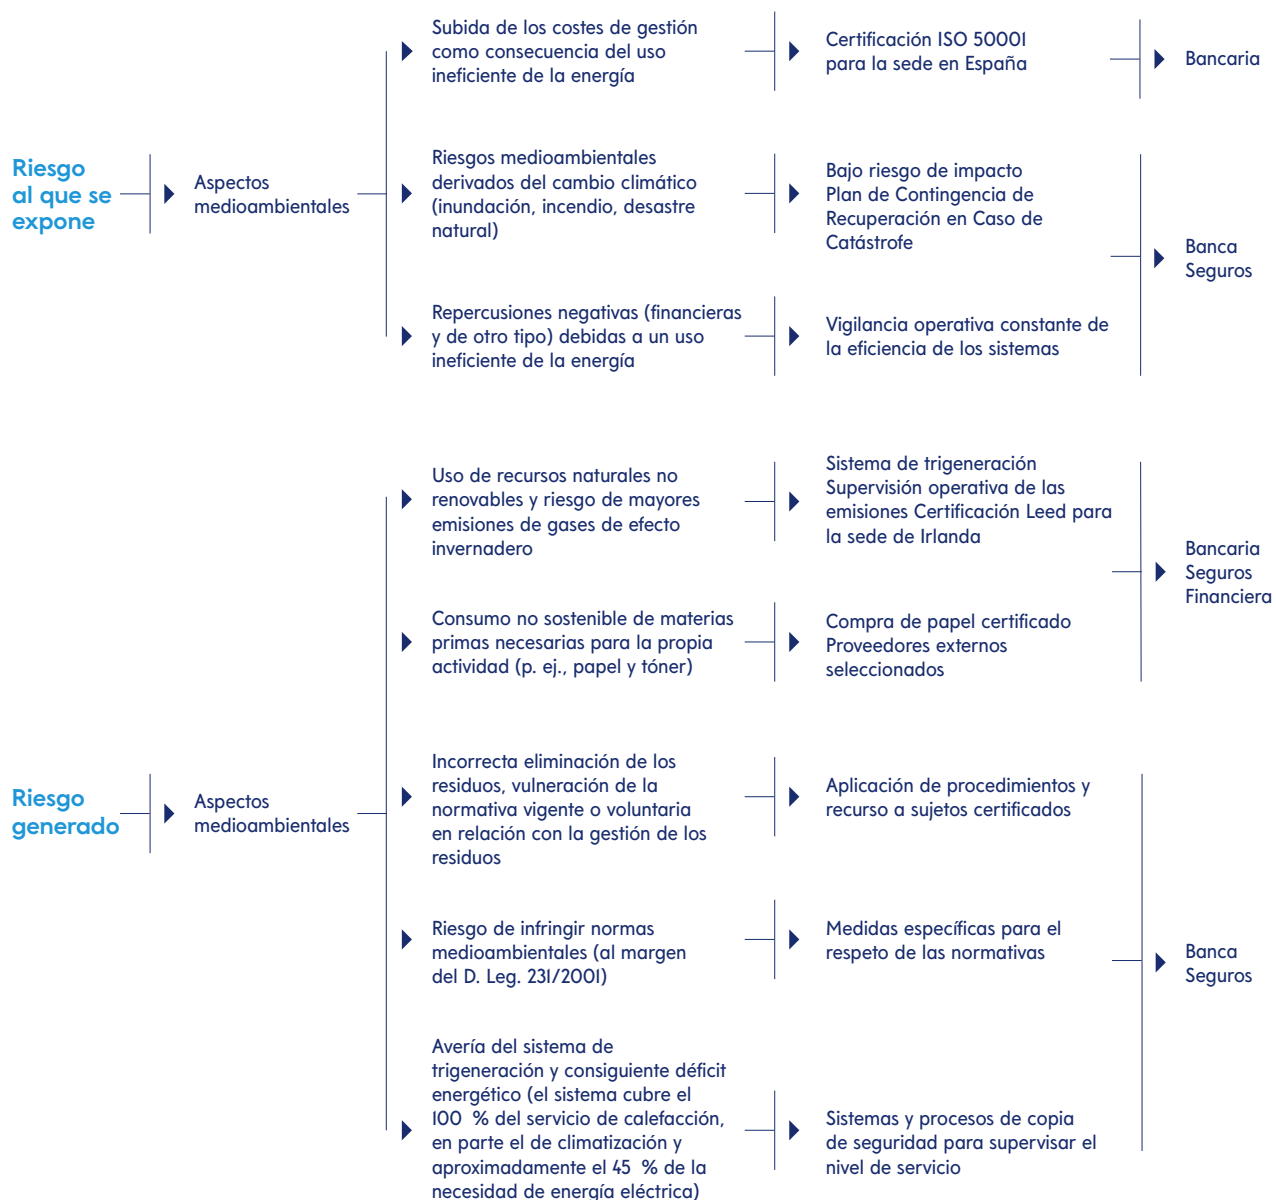 Riesgo
al que se
expone
Aspectos
medioambientales
Subida de los costes de gestión
como consecuencia del uso
ineficiente de la energía
Certificación ISO 50001
para la sede en España
Bancaria
Riesgos medioambientales
derivados del cambio climático
(inundación, incendio, desastre
natural)
Bajo riesgo de impacto
Plan de Contingencia de
Recuperación en Caso de
Catástrofe
Repercusiones negativas (financieras
y de otro tipo) debidas a un uso
ineficiente de la energía
Vigilancia operativa constante de
la eficiencia de los sistemas
Banca
Seguros
Riesgo
generado
Aspectos
medioambientales
Uso de recursos naturales no
renovables y riesgo de mayores
emisiones de gases de efecto
invernadero
Sistema de trigeneración
Supervisión operativa de las
emisiones Certificación Leed para
la sede de Irlanda
Consumo no sostenible de materias
primas necesarias para la propia
actividad (p. ej., papel y tóner)
Compra de papel certificado
Proveedores externos
seleccionados
Bancaria
Seguros
Financiera
Incorrecta eliminación de los
residuos, vulneración de la
normativa vigente o voluntaria
en relación con la gestión de los
residuos
Aplicación de procedimientos y
recurso a sujetos certificados
Riesgo de infringir normas
medioambientales (al margen
del D. Leg. 231/2001)
Medidas específicas para el
respeto de las normativas
Avería del sistema de
trigeneración y consiguiente déficit
energético (el sistema cubre el
100 % del servicio de calefacción,
en parte el de climatización y
aproximadamente el 45 % de la
necesidad de energía eléctrica)
Sistemas y procesos de copia
de seguridad para supervisar el
nivel de servicio
Banca
Seguros